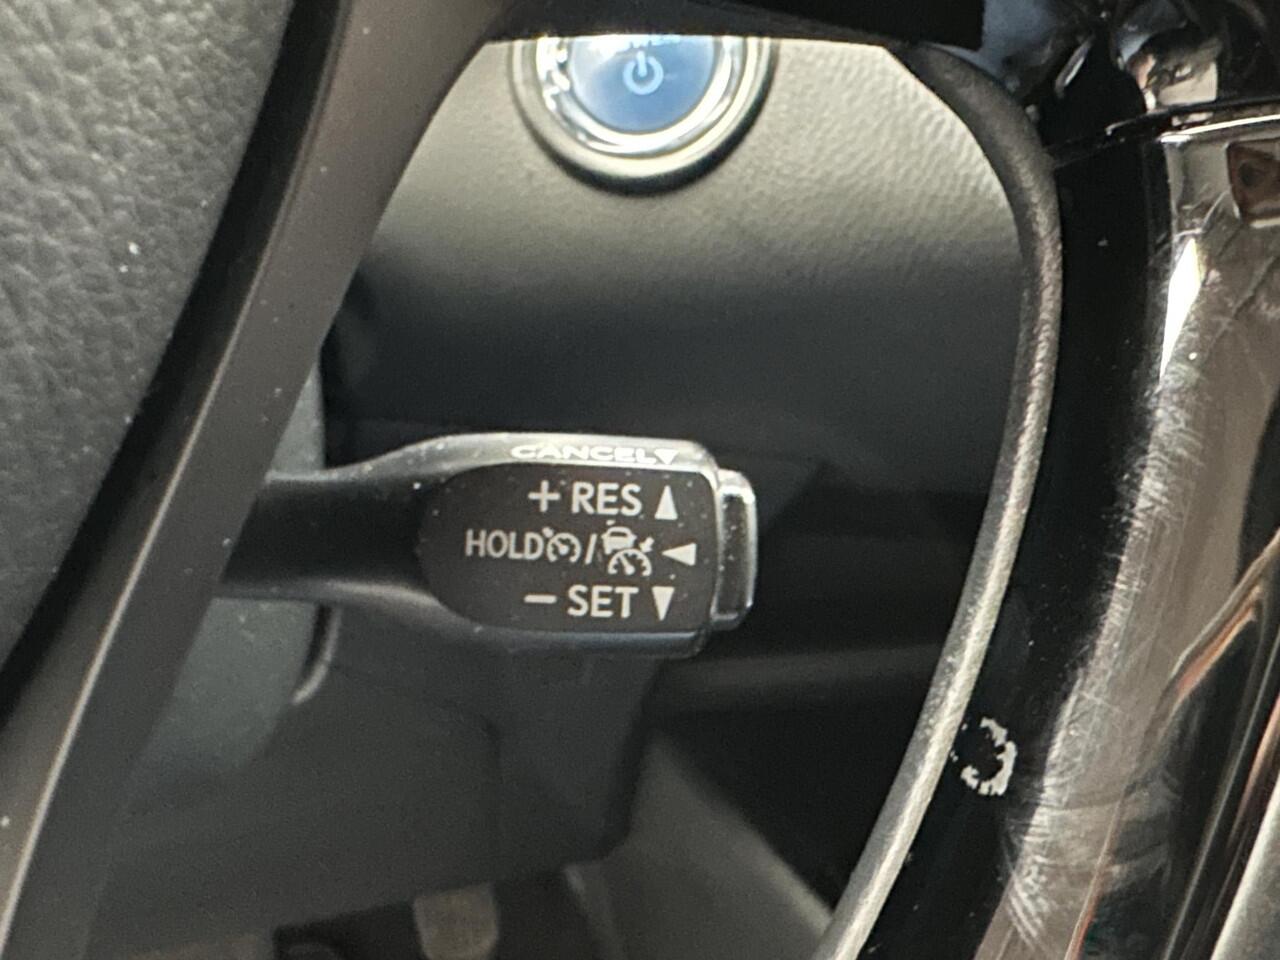 CANCEL
+ RES
HOLD /
− SET